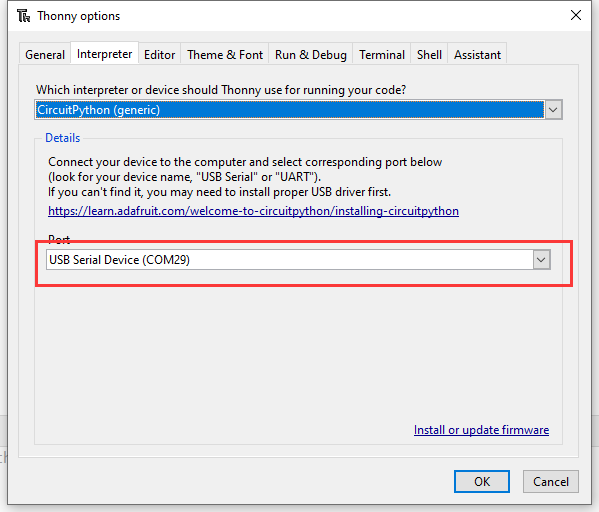 Thonny options
General Interpreter Editor Theme & Font Run & Debug Terminal Shell Assistant
Which interpreter or device should Thonny use for running your code?
CircuitPython (generic)
Details
Connect your device to the computer and select corresponding port below
(look for your device name, "USB Serial" or "UART").
If you can't find it, you may need to install proper USB driver first.
https://learn.adafruit.com/welcome-to-circuitpython/installing-circuitpython
Port
USB Serial Device (COM29)
Install or update firmware
OK Cancel